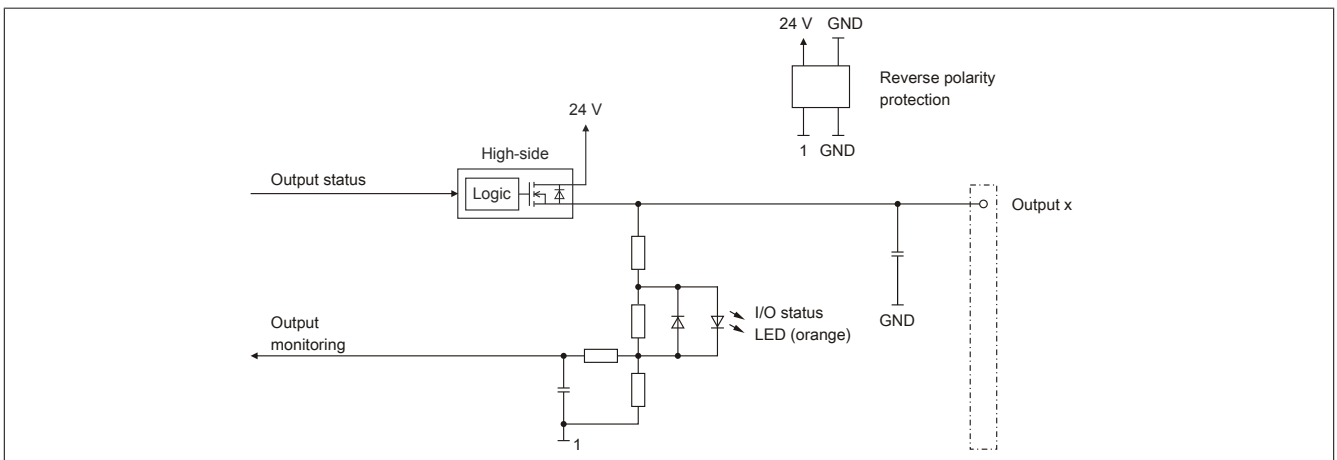 24 V GND
Reverse polarity
protection
1 GND
24 V
High-side
Output status
Logic
Output x
I/O status
LED (orange)
GND
Output
monitoring
1